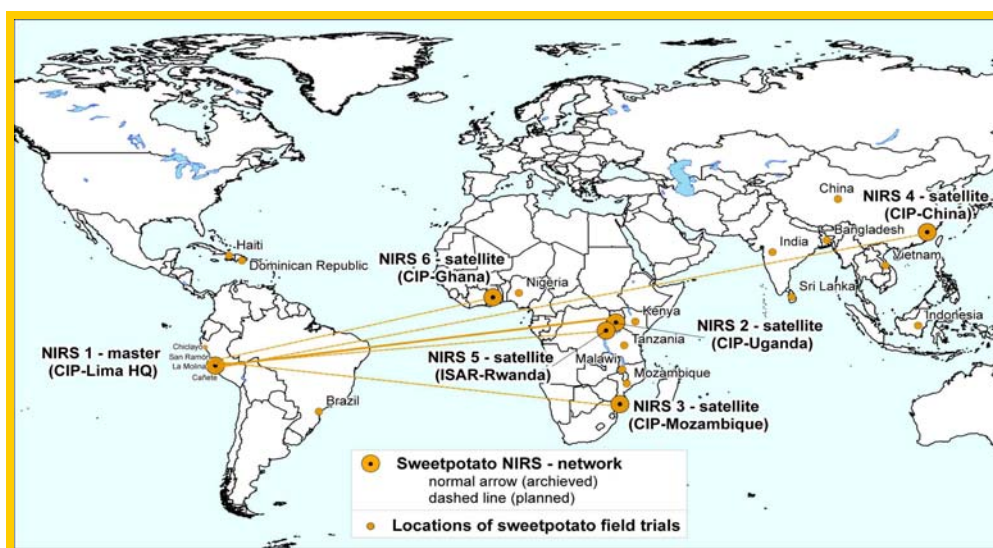 China
NIRS 4 - satellite
(CIP-China)
Bangladesh
India
Vietnam
Haiti
Dominican Republic
NIRS 6 - satellite
(CIP-Ghana)
Nigeria
Sri Lanka
Indonesia
Kenya
NIRS 2 - satellite
(CIP-Uganda)
Tanzania
NIRS 1 - master
(CIP-Lima HQ)
Chiclayo
San Ramón
La Molina
Cañete
NIRS 5 - satellite
(ISAR-Rwanda)
Malawi
Mozambique
Brazil
NIRS 3 - satellite
(CIP-Mozambique)
Sweetpotato NIRS - network
normal arrow (archieved)
dashed line (planned)
Locations of sweetpotato field trials